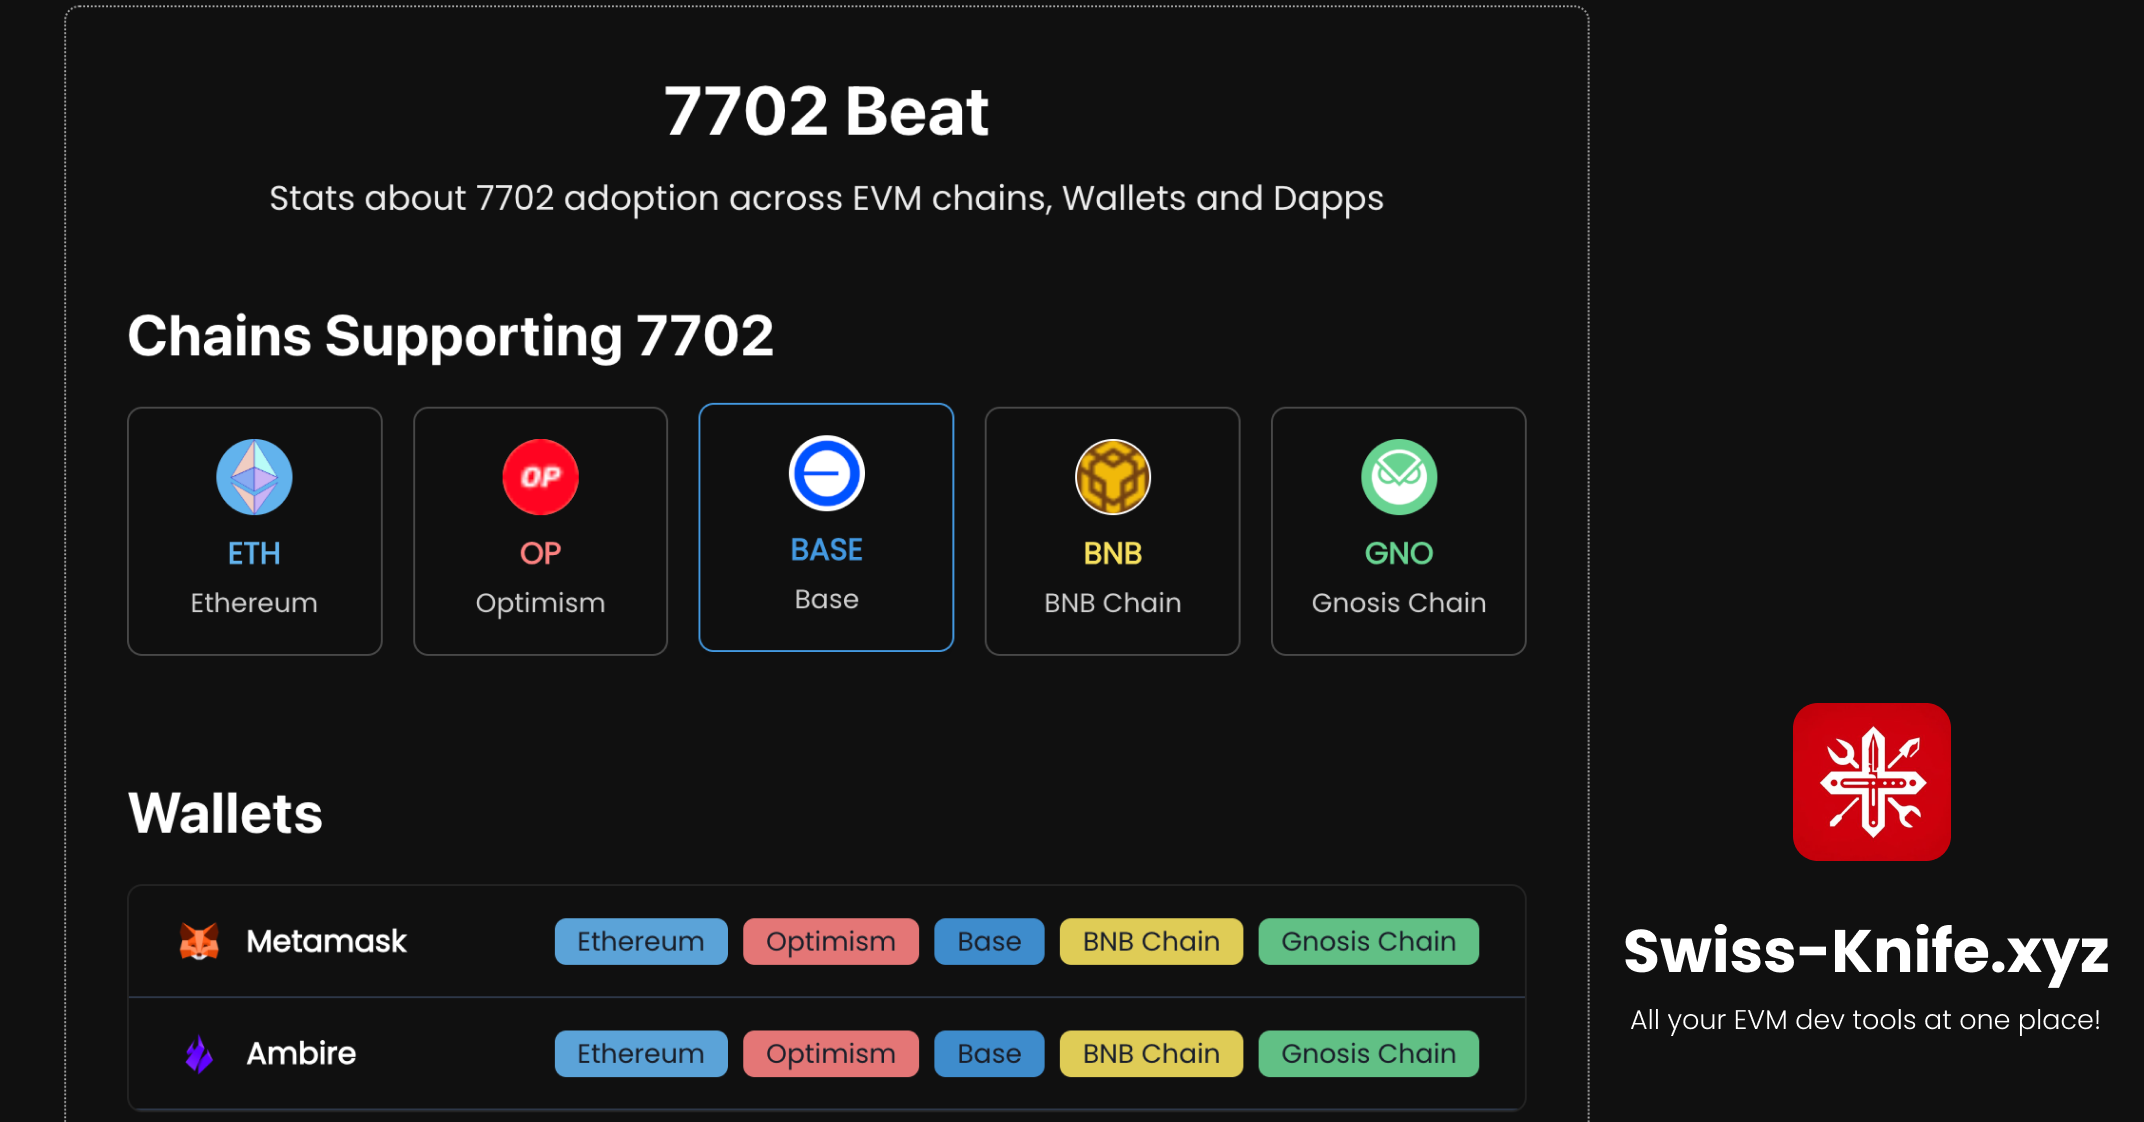 7702 Beat
Stats about 7702 adoption across EVM chains, Wallets and Dapps
Chains Supporting 7702
ETH
Ethereum
OP
OP
Optimism
BASE
Base
BNB
BNB Chain
GNO
Gnosis Chain
Wallets
Metamask Ethereum Optimism Base BNB Chain Gnosis Chain
Ambire Ethereum Optimism Base BNB Chain Gnosis Chain
Swiss-Knife.xyz
All your EVM dev tools at one place!